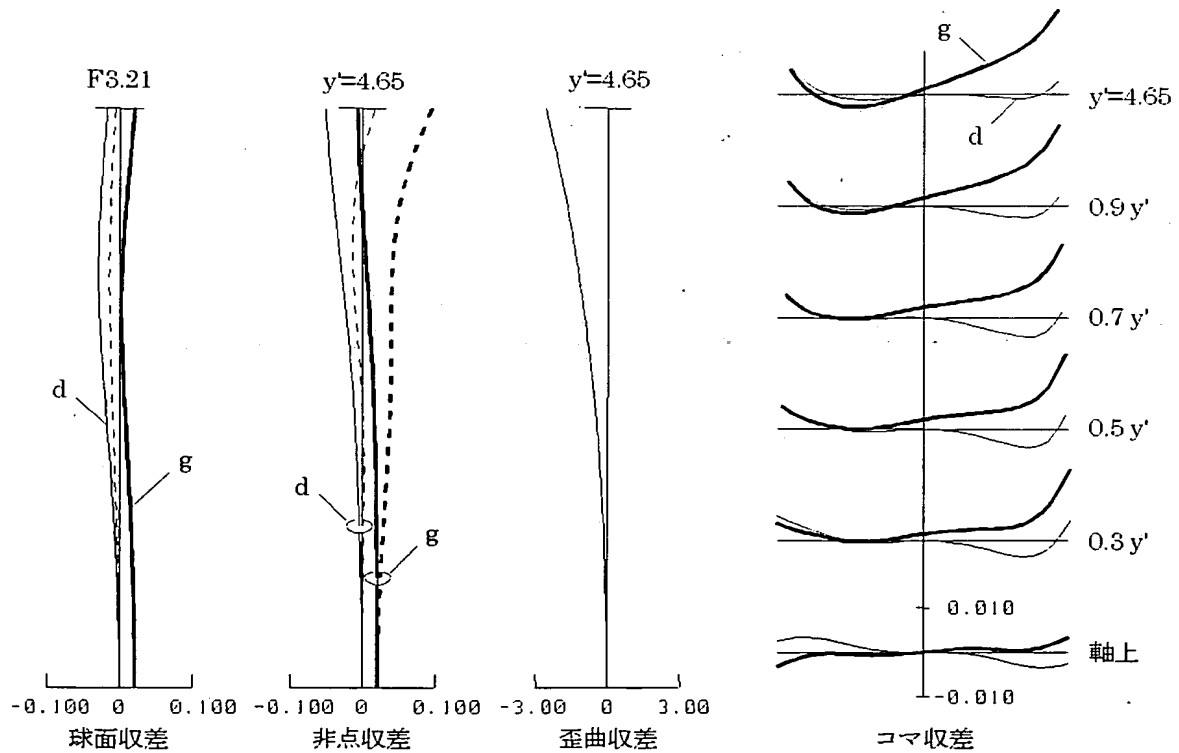 F3.21
d
g
-0.100 0 0.100
球面収差
y'=4.65
d
g
-0.100 0 0.100
非点収差
y'=4.65
-3.00 0 3.00
歪曲収差
g
y'=4.65
d
0.9 y'
0.7 y'
0.5 y'
0.3 y'
0.010
軸上
-0.010
コマ収差